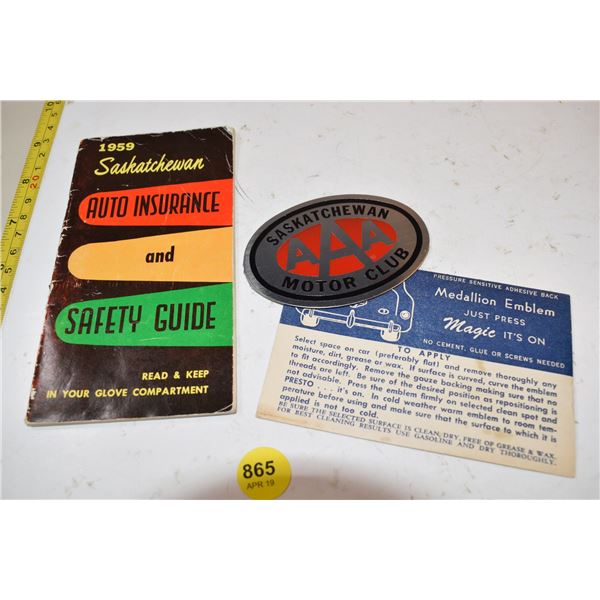 1959
Saskatchewan
AUTO INSURANCE
and
SAFETY GUIDE
READ & KEEP
IN YOUR GLOVE COMPARTMENT
SASKATCHEWAN
AAA
MOTOR CLUB
PRESSURE SENSITIVE ADHESIVE BACK
Medallion Emblem
JUST PRESS
Magic IT'S ON
NO CEMENT, GLUE OR SCREWS NEEDED
TO APPLY
Select space on car (preferably flat) and remove thoroughly any
moisture, dirt, grease or wax. If surface is curved, curve the emblem
to fit accordingly. Remove the gauze backing making sure that no
threads are left. Be sure of the desired position as repositioning is
not advisable. Press the emblem firmly on selected clean spot and
PRESTO . . . it's on. In cold weather warm emblem to room tem-
perature before using and make sure that the surface to which it is
applied is not too cold.
BE SURE THE SELECTED SURFACE IS CLEAN, DRY, FREE OF GREASE & WAX.
FOR BEST CLEANING RESULTS USE GASOLINE AND DRY THOROUGHLY.
865
APR 19